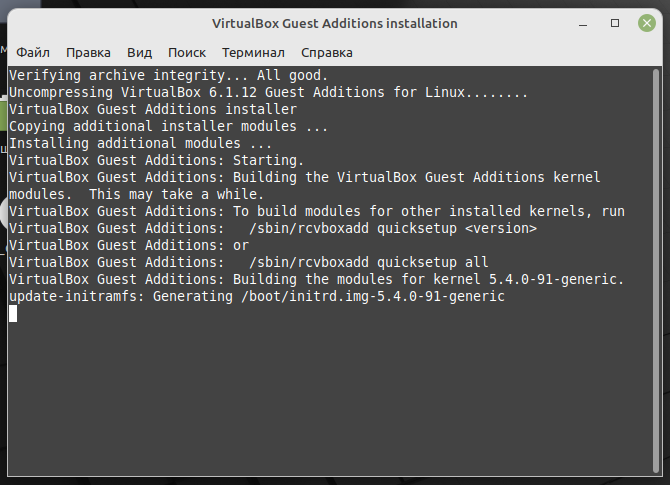 VirtualBox Guest Additions installation
Файл Правка Вид Поиск Терминал Справка
Verifying archive integrity... All good.
Uncompressing VirtualBox 6.1.12 Guest Additions for Linux........
VirtualBox Guest Additions installer
Copying additional installer modules ...
Installing additional modules ...
VirtualBox Guest Additions: Starting.
VirtualBox Guest Additions: Building the VirtualBox Guest Additions kernel
modules.  This may take a while.
VirtualBox Guest Additions: To build modules for other installed kernels, run
VirtualBox Guest Additions:   /sbin/rcvboxadd quicksetup <version>
VirtualBox Guest Additions: or
VirtualBox Guest Additions:   /sbin/rcvboxadd quicksetup all
VirtualBox Guest Additions: Building the modules for kernel 5.4.0-91-generic.
update-initramfs: Generating /boot/initrd.img-5.4.0-91-generic